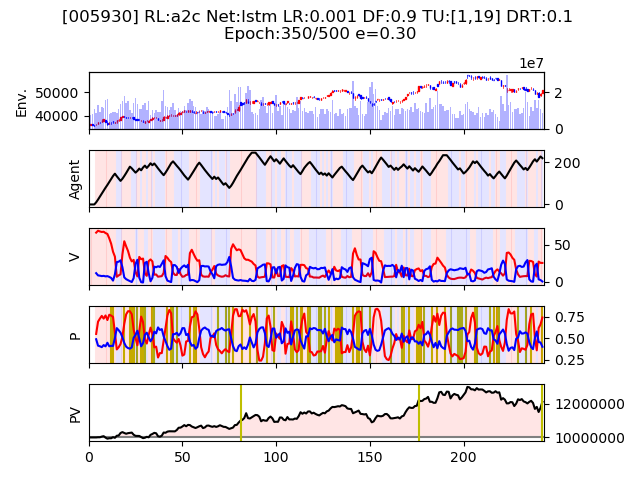 [005930] RL:a2c Net:lstm LR:0.001 DF:0.9 TU:[1,19] DRT:0.1
Epoch:350/500 e=0.30
1e7
Env.
50000
40000
2
0
Agent
200
0
V
50
0
P
0.75
0.50
0.25
PV
12000000
10000000
0
50
100
150
200